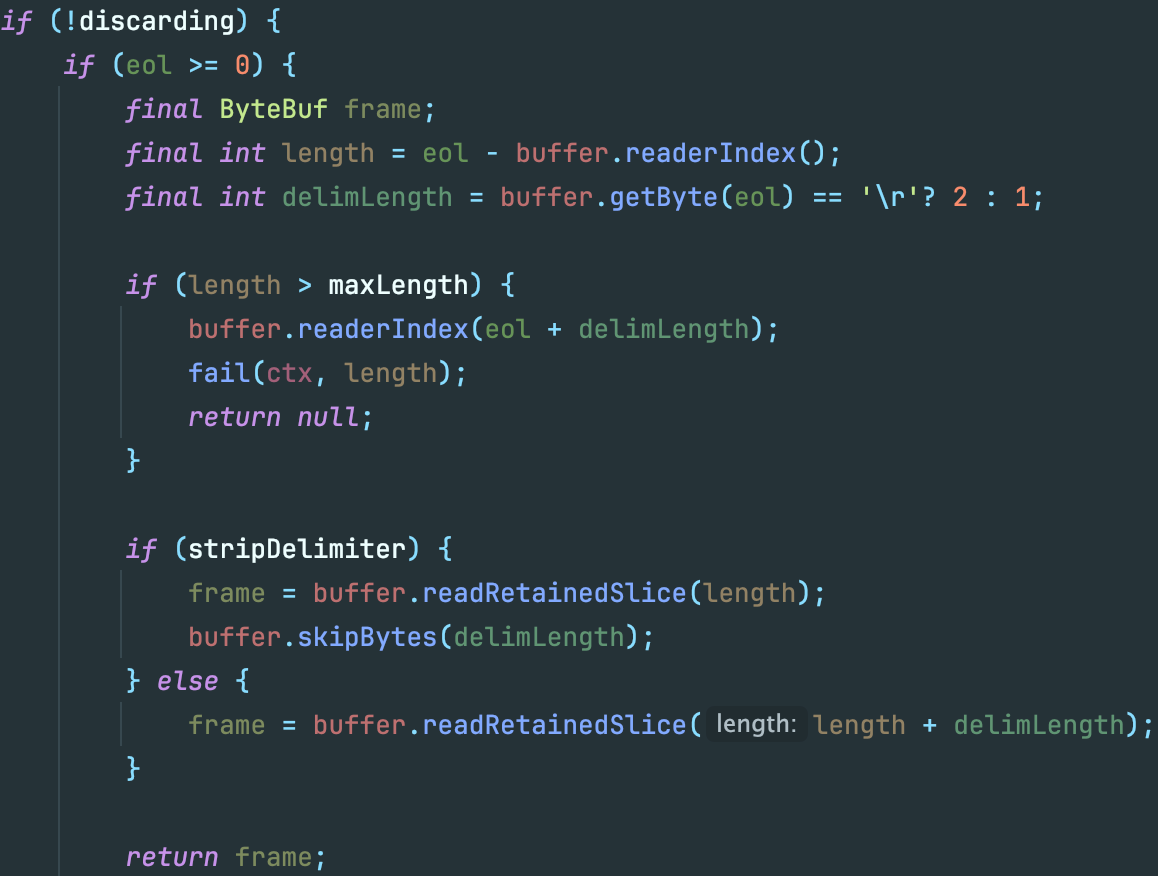 if (!discarding) {
    if (eol >= 0) {
        final ByteBuf frame;
        final int length = eol - buffer.readerIndex();
        final int delimLength = buffer.getByte(eol) == '\r'? 2 : 1;

        if (length > maxLength) {
            buffer.readerIndex(eol + delimLength);
            fail(ctx, length);
            return null;
        }

        if (stripDelimiter) {
            frame = buffer.readRetainedSlice(length);
            buffer.skipBytes(delimLength);
        } else {
            frame = buffer.readRetainedSlice( length: length + delimLength);
        }

        return frame;